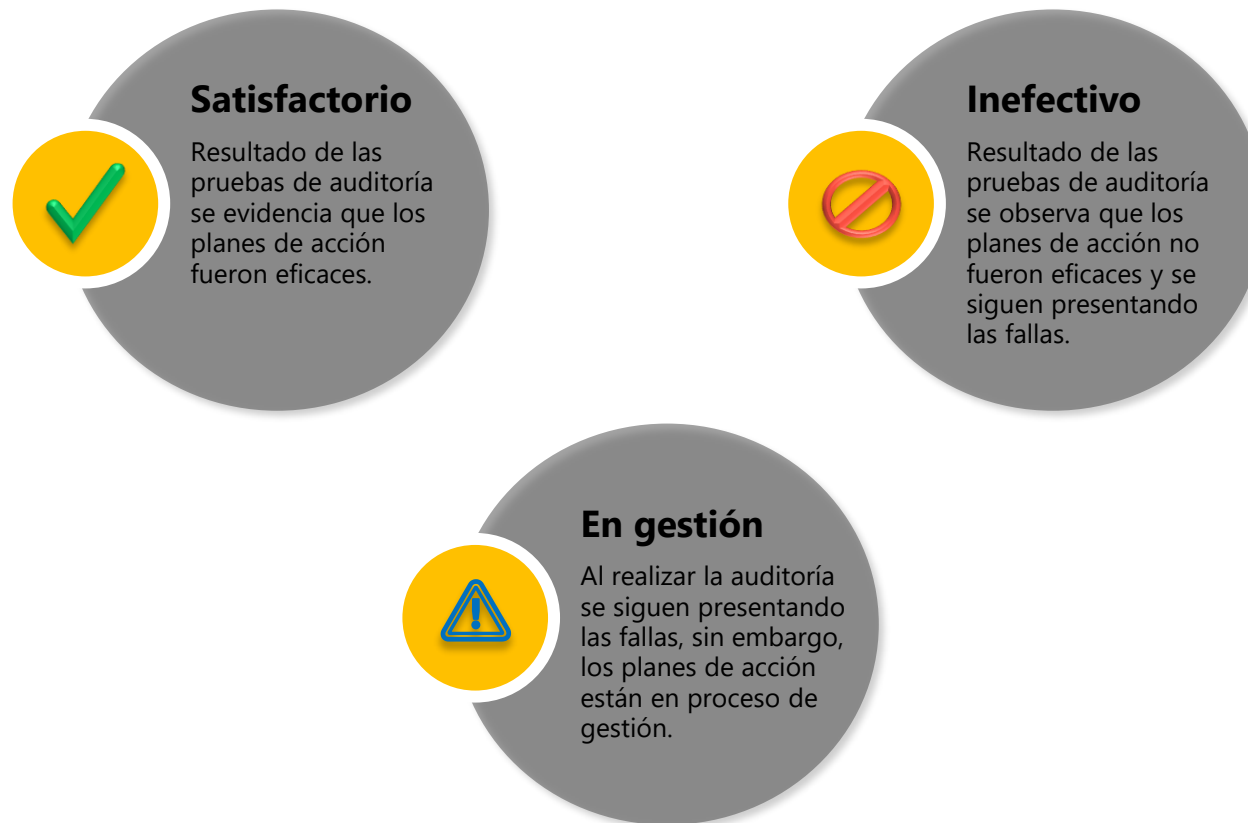 Satisfactorio
Resultado de las
pruebas de auditoría
se evidencia que los
planes de acción
fueron eficaces.
Inefectivo
Resultado de las
pruebas de auditoría
se observa que los
planes de acción no
fueron eficaces y se
siguen presentando
las fallas.
En gestión
Al realizar la auditoría
se siguen presentando
las fallas, sin embargo,
los planes de acción
están en proceso de
gestión.